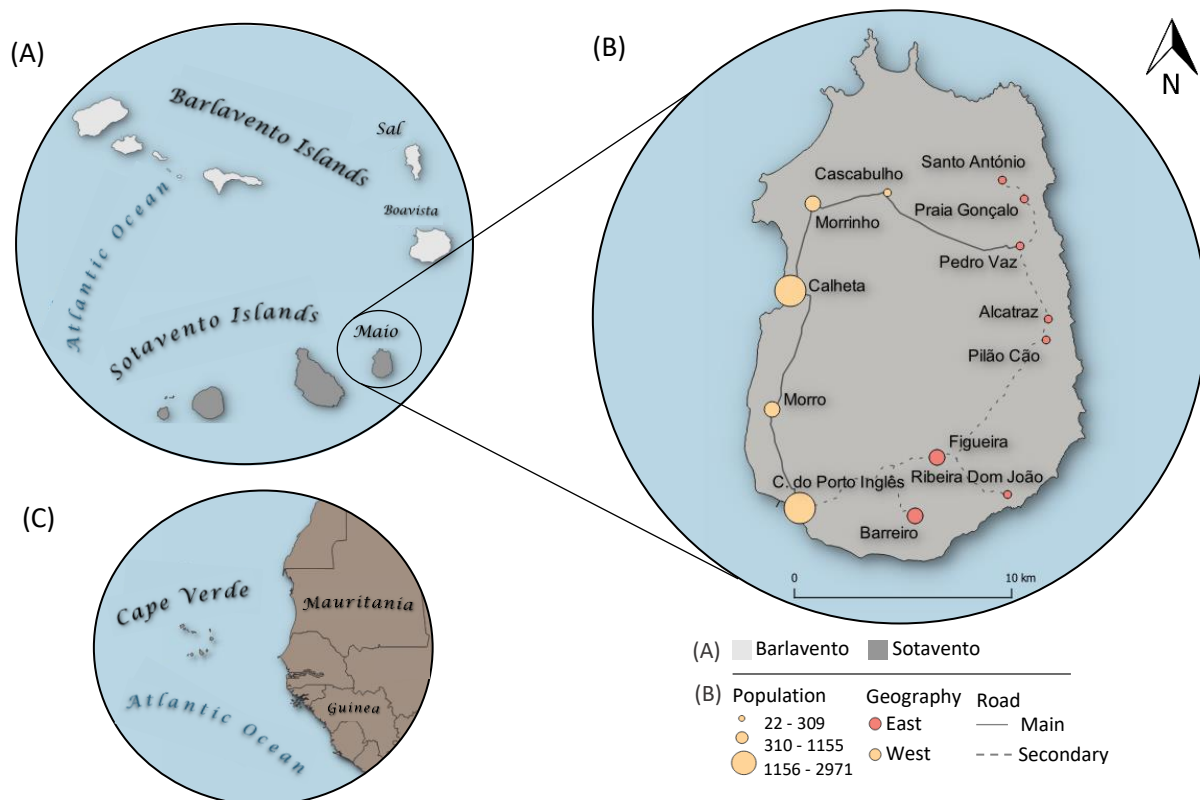 (A)
Barlavento Islands
Sal
Boavista
Atlantic Ocean
Sotavento Islands
Maio
(B)
N
Santo António
Cascabulho
Praia Gonçalo
Morrinho
Pedro Vaz
Calheta
Alcatraz
Pilão Cão
Morro
Figueira
C. do Porto Inglês
Ribeira Dom João
Barreiro
0
10 km
(C)
Cape Verde
Mauritania
Guinea
Atlantic Ocean
(A) Barlavento Sotavento
(B) Population Geography Road
22 - 309 East Main
310 - 1155 West Secondary
1156 - 2971